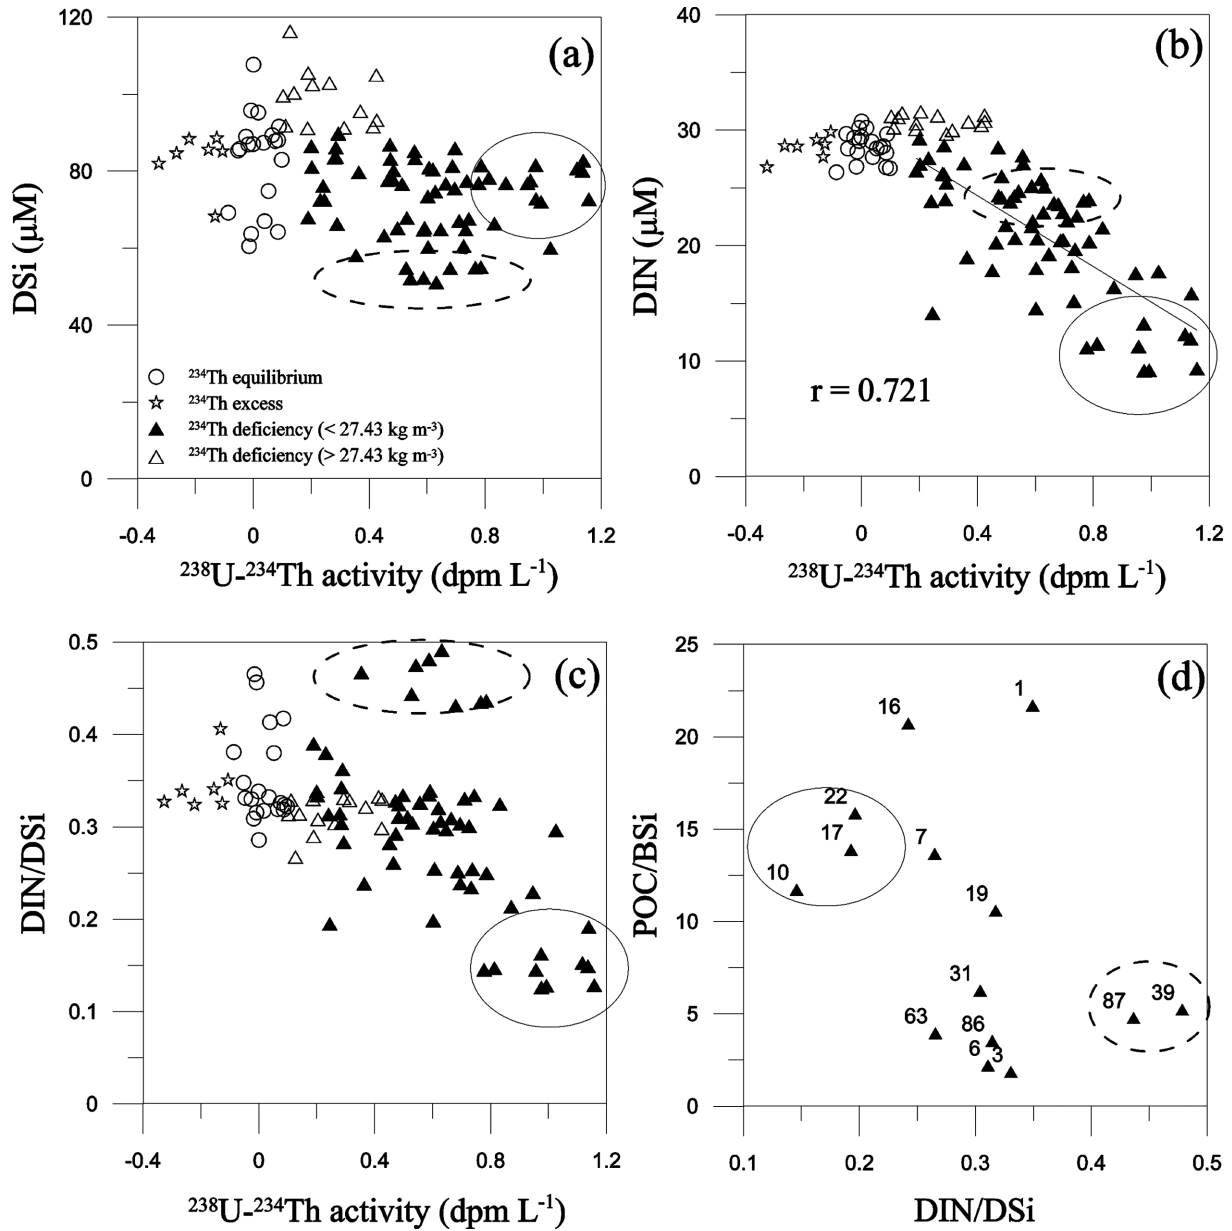 (a)
DSi (μM)
120
80
40
0
²³⁴Th equilibrium
²³⁴Th excess
²³⁴Th deficiency (< 27.43 kg m⁻³)
²³⁴Th deficiency (> 27.43 kg m⁻³)
-0.4 0 0.4 0.8 1.2
²³⁸U-²³⁴Th activity (dpm L⁻¹)
(b)
DIN (μM)
40
30
20
10
0
r = 0.721
-0.4 0 0.4 0.8 1.2
²³⁸U-²³⁴Th activity (dpm L⁻¹)
(c)
DIN/DSi
0.5
0.4
0.3
0.2
0.1
0
-0.4 0 0.4 0.8 1.2
²³⁸U-²³⁴Th activity (dpm L⁻¹)
(d)
POC/BSi
25
20
15
10
5
0
1
16
22
17
7
10
19
31
87 39
63 86
6 3
0.1 0.2 0.3 0.4 0.5
DIN/DSi